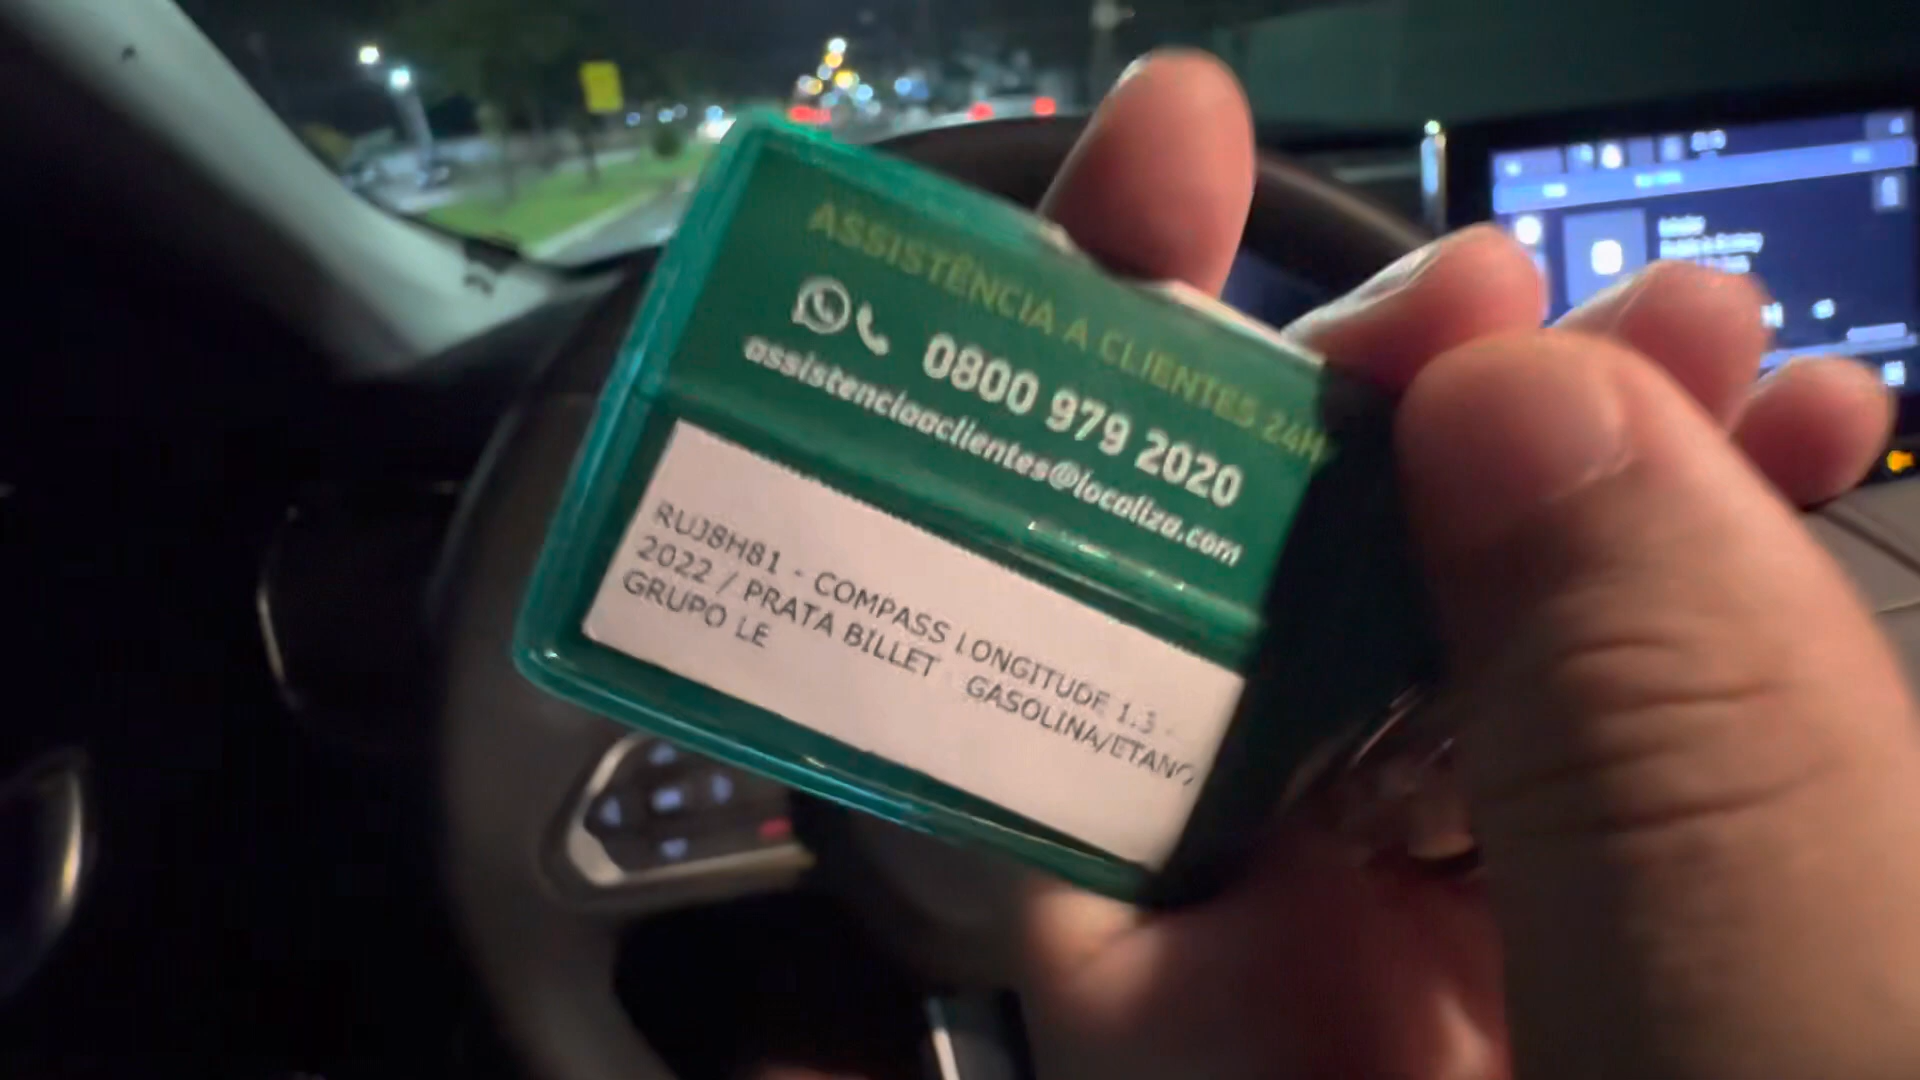 ASSISTÊNCIA A CLIENTES 24H
0800 979 2020
assistenciaaclientes@localiza.com
RUJ8H81 - COMPASS LONGITUDE 1.3 -
2022 / PRATA BILLET GASOLINA/ETANO
GRUPO LE